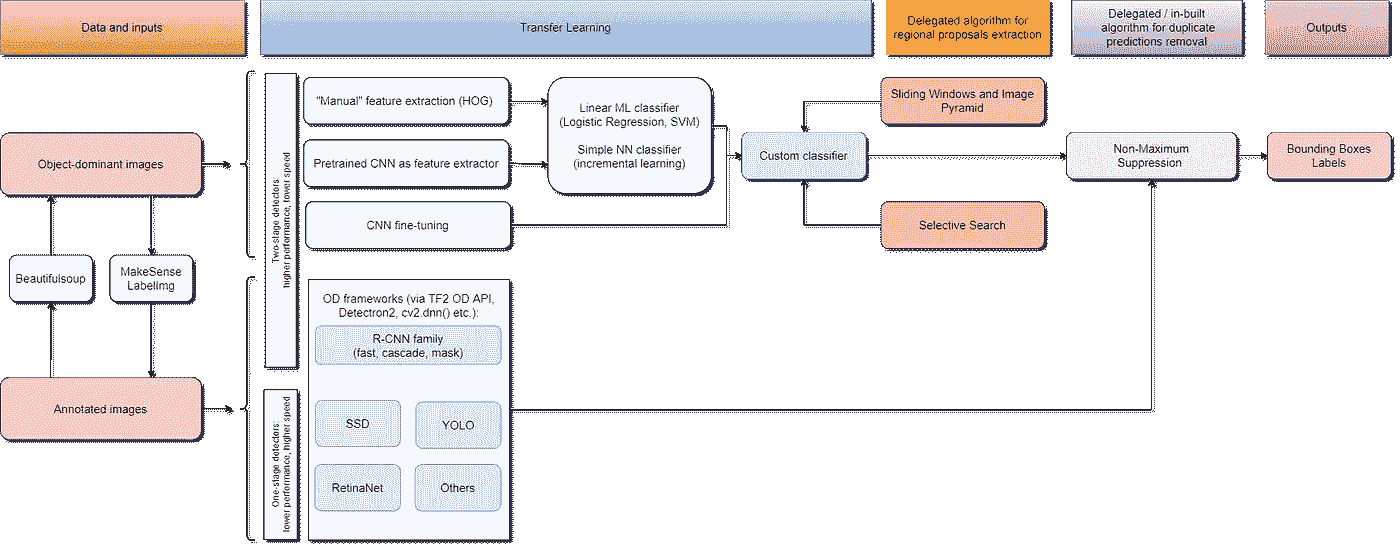 Data and inputs
Transfer Learning
Delegated algorithm for
regional proposals extraction
Delegated / in-built
algorithm for duplicate
predictions removal
Outputs
Object-dominant images
Beautifulsoup
MakeSense
LabelImg
Annotated images
Two-stage detectors:
higher performance, lower speed
One-stage detectors:
lower performance, higher speed
"Manual" feature extraction (HOG)
Pretrained CNN as feature extractor
CNN fine-tuning
Linear ML classifier
(Logistic Regression, SVM)
Simple NN classifier
(incremental learning)
OD frameworks (via TF2 OD API,
Detectron2, cv2.dnn() etc.):
R-CNN family
(fast, cascade, mask)
SSD
YOLO
RetinaNet
Others
Custom classifier
Sliding Windows and Image
Pyramid
Selective Search
Non-Maximum
Suppression
Bounding Boxes
Labels